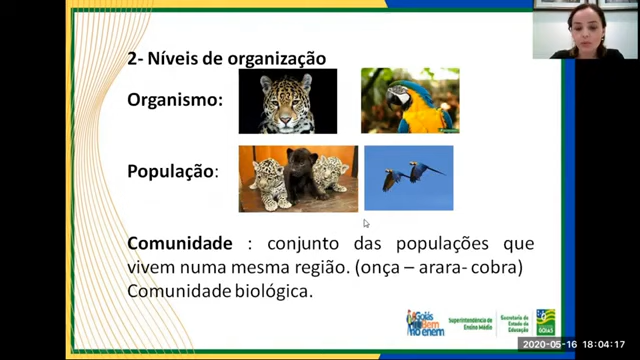 2- Níveis de organização
Organismo:
População:
Comunidade : conjunto das populações que
vivem numa mesma região. (onça – arara- cobra)
Comunidade biológica.
Goiás
Bem
no enem
Superintendência de
Ensino Médio
Secretaria de
Estado da
Educação
GOIÁS
2020-05-16 18:04:17